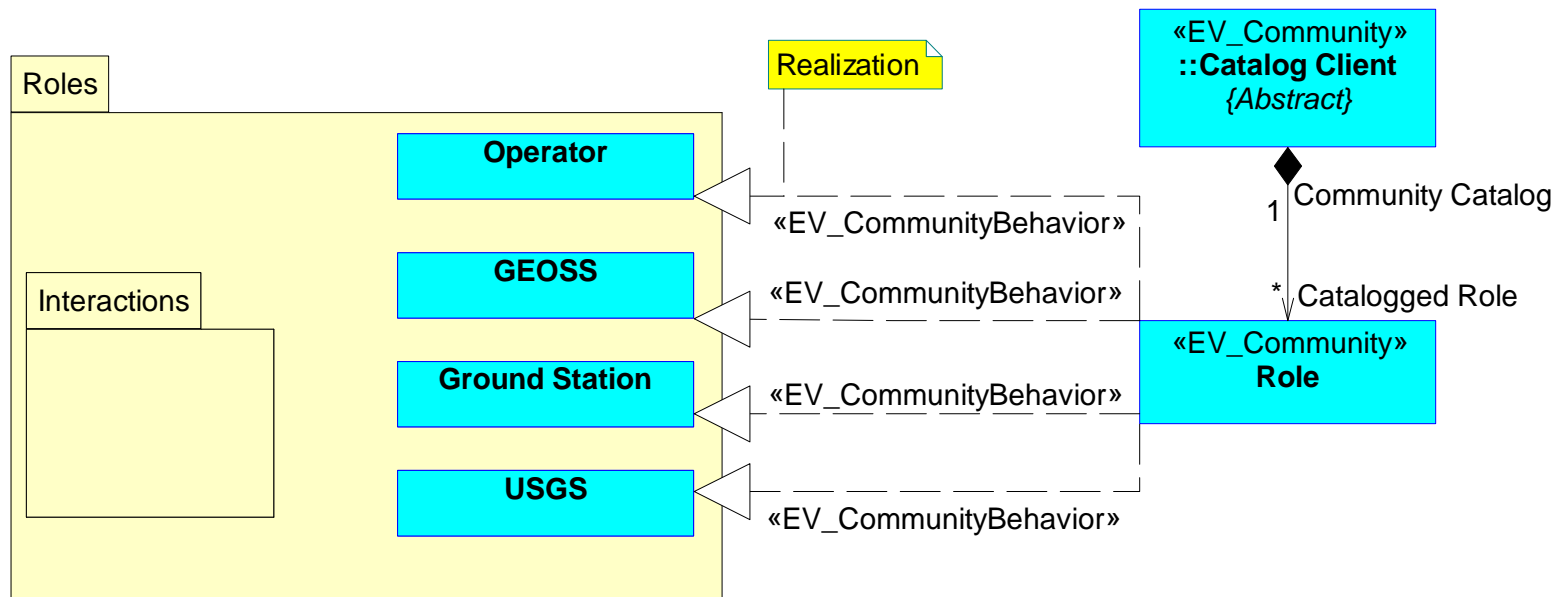 Roles
Interactions
Operator
GEOSS
Ground Station
USGS
Realization
«EV_CommunityBehavior»
«EV_CommunityBehavior»
«EV_CommunityBehavior»
«EV_CommunityBehavior»
«EV_Community»
::Catalog Client
{Abstract}
Community Catalog
1
* Catalogged Role
«EV_Community»
Role